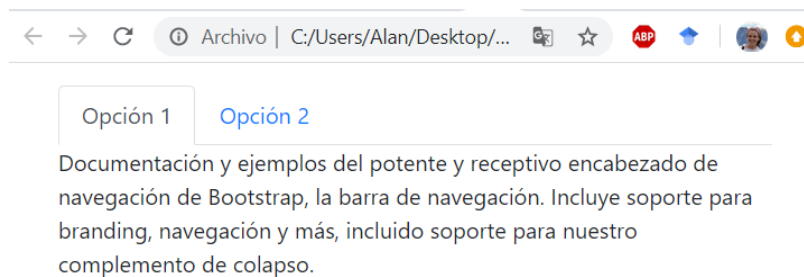 Archivo | C:/Users/Alan/Desktop/...
ABP
Opción 1 Opción 2
Documentación y ejemplos del potente y receptivo encabezado de
navegación de Bootstrap, la barra de navegación. Incluye soporte para
branding, navegación y más, incluido soporte para nuestro
complemento de colapso.